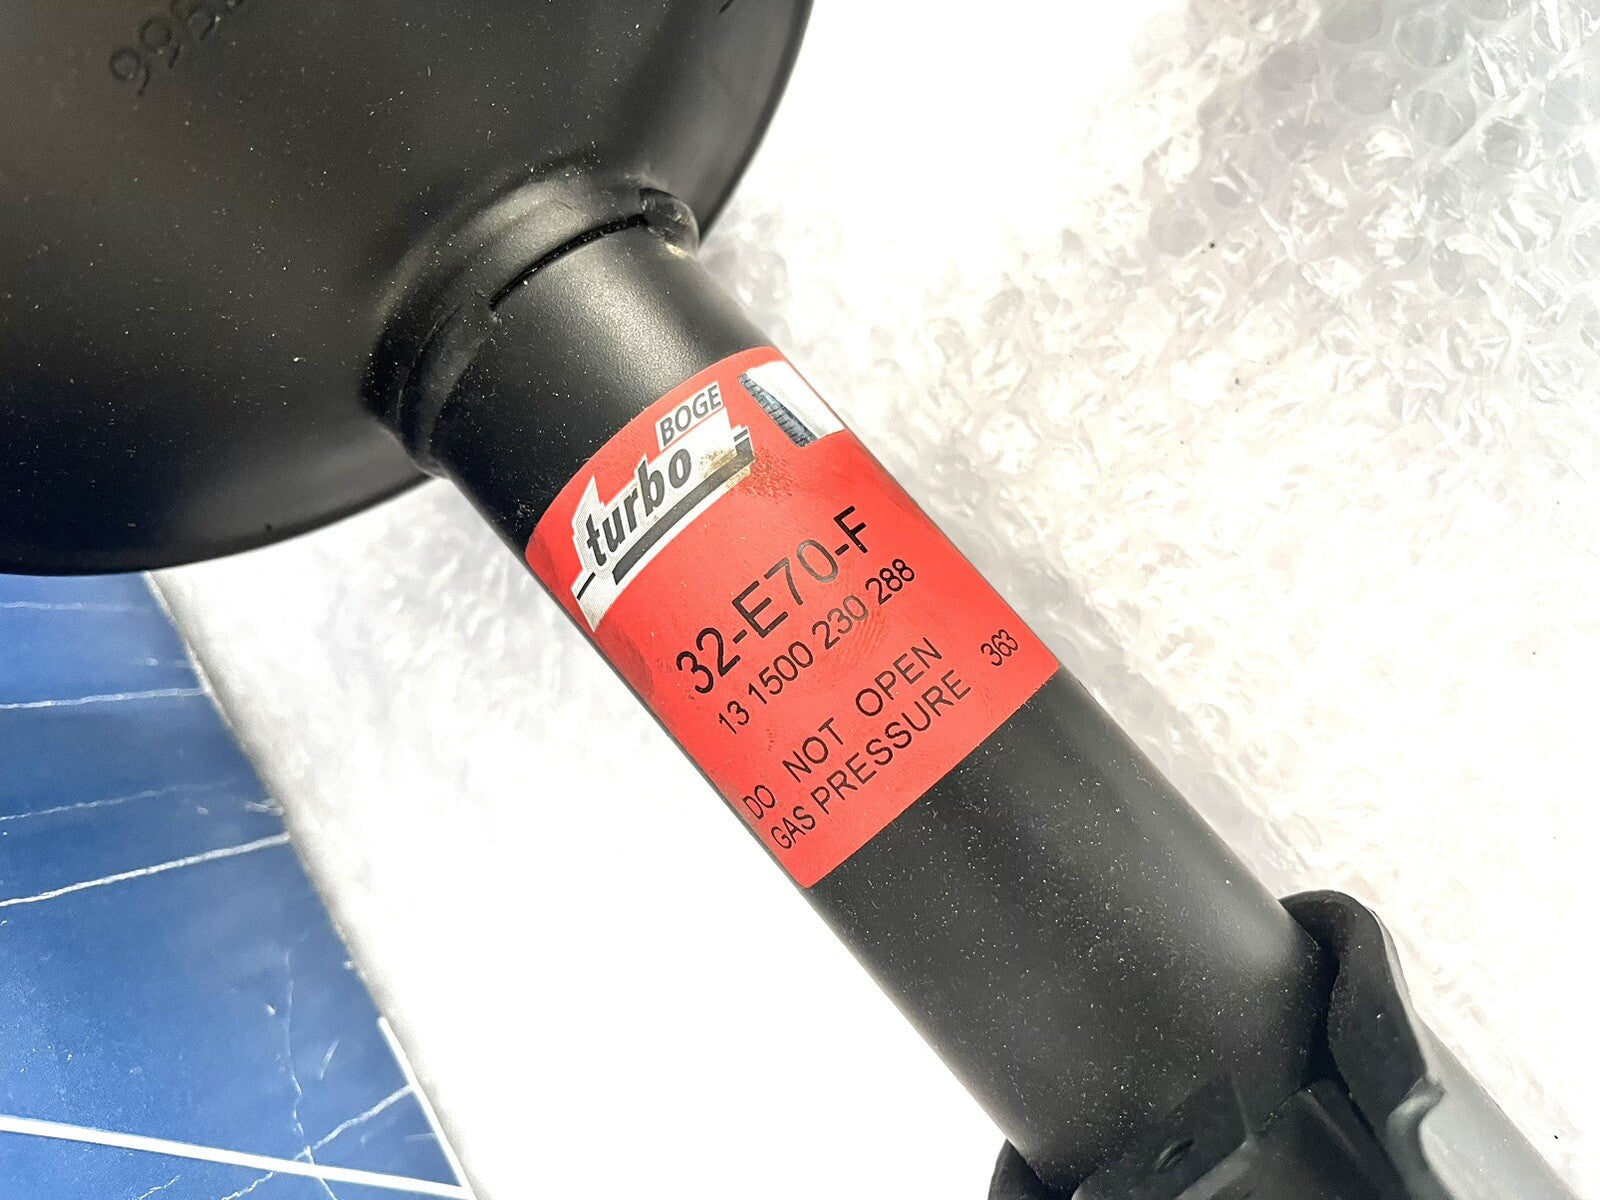 BOGE
turbo
32-E70-F
13 1500 230 288
DO NOT OPEN
GAS PRESSURE 363